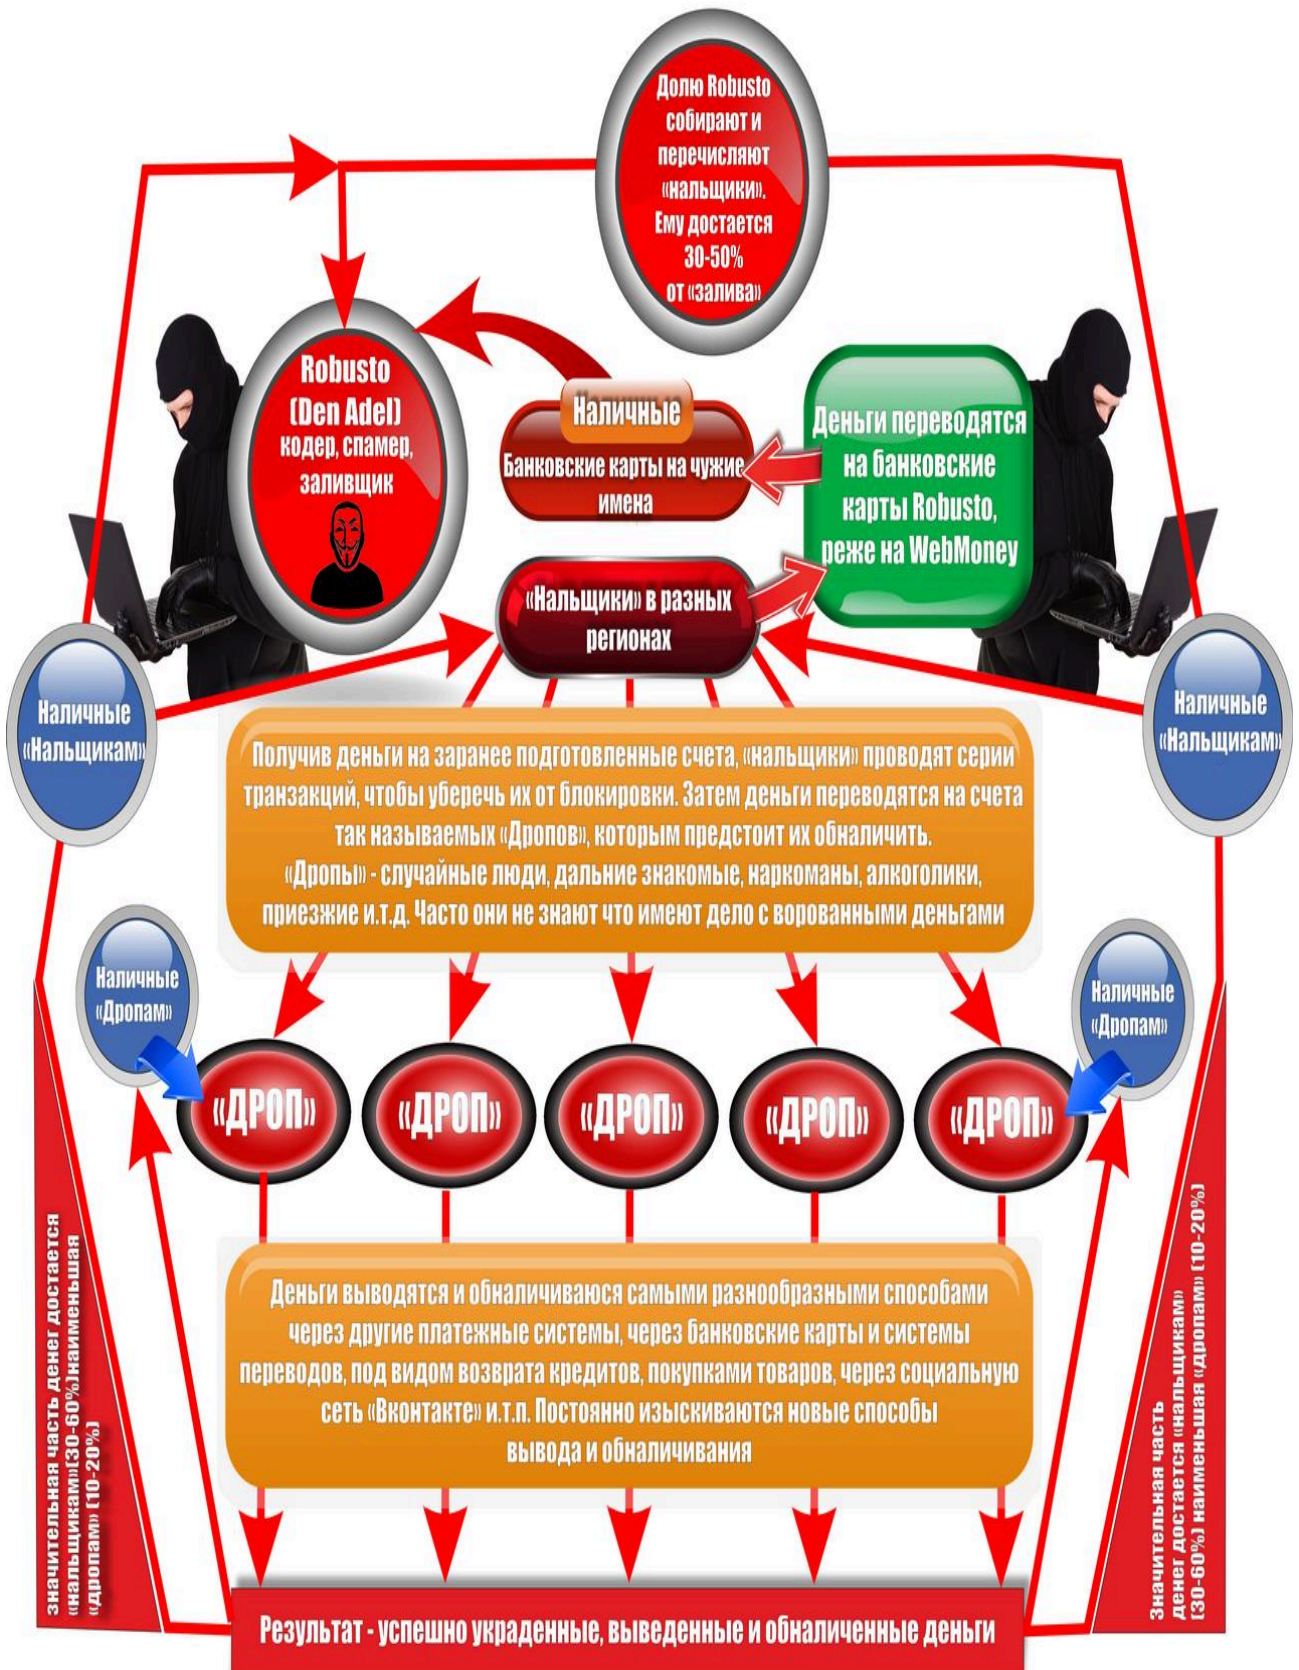 Долю Robusto
собирают и
перечисляют
«нальщики».
Ему достается
30-50%
от «залива»
Robusto
(Den Adel)
кодер, спамер,
заливщик
Наличные
Банковские карты на чужие
имена
Деньги переводятся
на банковские
карты Robusto,
реже на WebMoney
«Нальщики» в разных
регионах
Наличные
«Нальщикам»
Наличные
«Нальщикам»
Получив деньги на заранее подготовленные счета, «нальщики» проводят серии
транзакций, чтобы уберечь их от блокировки. Затем деньги переводятся на счета
так называемых «Дропов», которым предстоит их обналичить.
«Дропы» - случайные люди, дальние знакомые, наркоманы, алкоголики,
приезжие и.т.д. Часто они не знают что имеют дело с ворованными деньгами
Наличные
«Дропам»
Наличные
«Дропам»
«ДРОП»
«ДРОП»
«ДРОП»
«ДРОП»
«ДРОП»
значительная часть денег достается
«нальщикам»(30-60%)наименьшая
«дропам» (10-20%)
Значительная часть
денег достается «нальщикам»
(30-60%) наименьшая «дропам» (10-20%)
Деньги выводятся и обналичиваюся самыми разнообразными способами
через другие платежные системы, через банковские карты и системы
переводов, под видом возврата кредитов, покупками товаров, через социальную
сеть «Вконтакте» и.т.п. Постоянно изыскиваются новые способы
вывода и обналичивания
Результат - успешно украденные, выведенные и обналиченные деньги